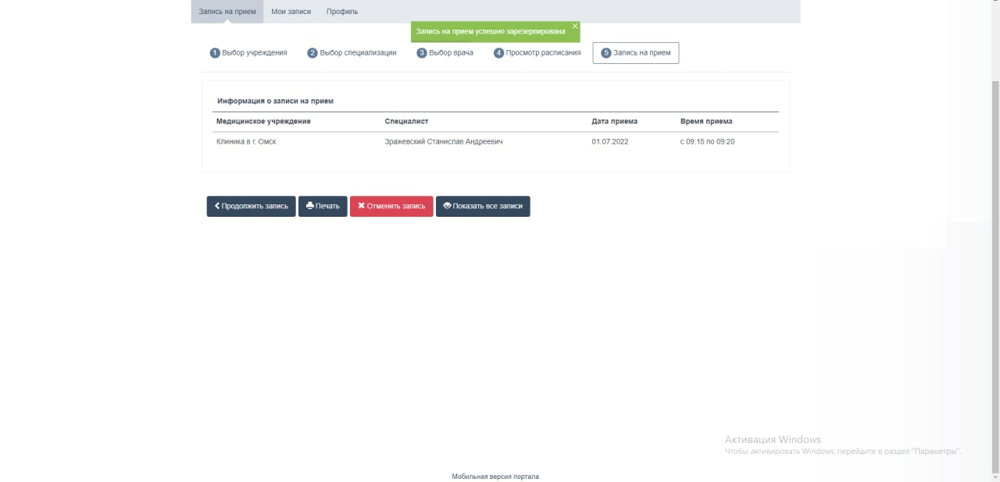 Запись на прием Мои записи Профиль
Запись на прием успешно зарезервирована
1 Выбор учреждения 2 Выбор специализации 3 Выбор врача 4 Просмотр расписания 5 Запись на прием
Информация о записи на прием
Медицинское учреждение Специалист Дата приема Время приема
Клиника в г. Омск Зражевский Станислав Андреевич 01.07.2022 с 09:15 по 09:20
Продолжить запись Печать Отменить запись Показать все записи
Активация Windows
Чтобы активировать Windows, перейдите в раздел "Параметры".
Мобильная версия портала